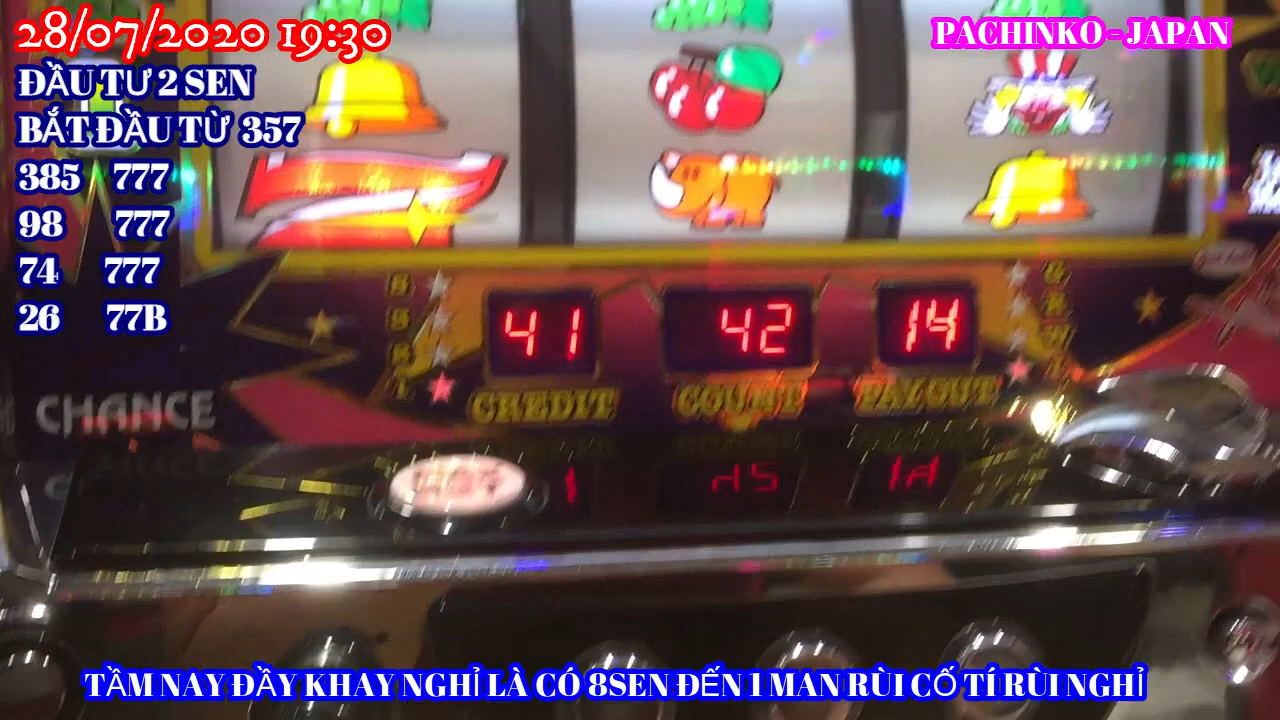 28/07/2020 19:30
PACHINKO - JAPAN
ĐẦU TƯ 2 SEN
BẮT ĐẦU TỪ 357
385 777
98 777
74 777
26 77B
41 42 14
CREDIT COUNT PAYOUT
CHANCE
TẦM NAY ĐẦY KHAY NGHỈ LÀ CÓ 8SEN ĐẾN 1 MAN RÙI CỐ TÍ RÙI NGHỈ